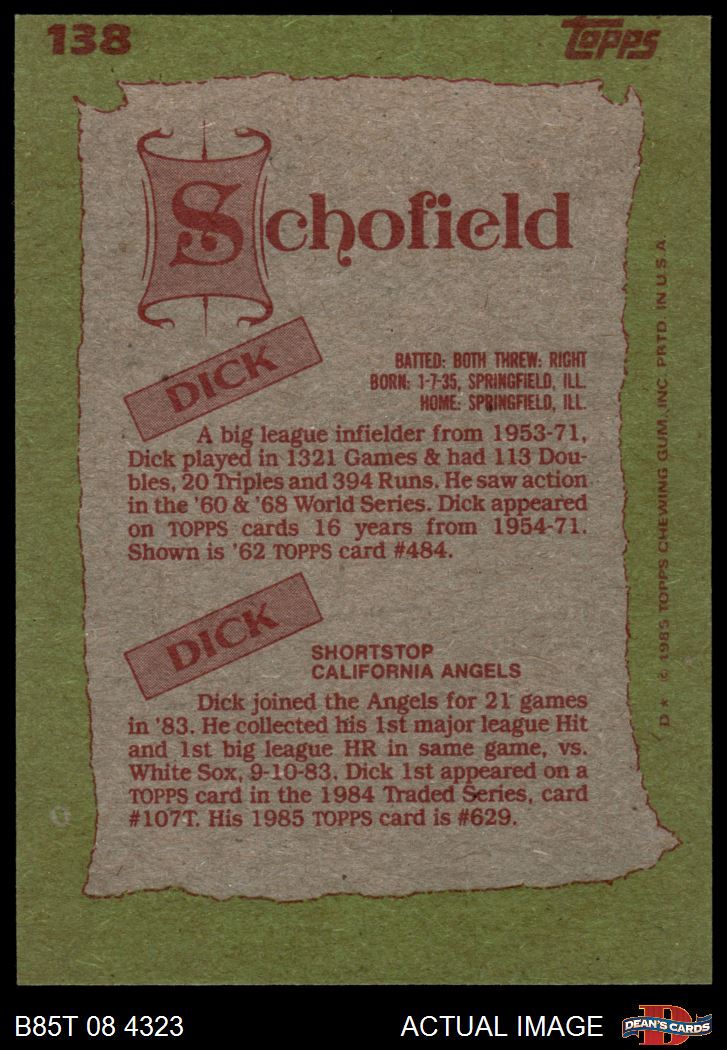 138
Topps
Schofield
DICK
BATTED: BOTH THREW: RIGHT
BORN: 1-7-35, SPRINGFIELD, ILL.
HOME: SPRINGFIELD, ILL.
A big league infielder from 1953-71,
Dick played in 1321 Games & had 113 Dou-
bles, 20 Triples and 394 Runs. He saw action
in the '60 & '68 World Series. Dick appeared
on TOPPS cards 16 years from 1954-71.
Shown is '62 TOPPS card #484.
DICK
SHORTSTOP
CALIFORNIA ANGELS
Dick joined the Angels for 21 games
in '83. He collected his 1st major league Hit
and 1st big league HR in same game, vs.
White Sox, 9-10-83. Dick 1st appeared on a
TOPPS card in the 1984 Traded Series, card
#107T. His 1985 TOPPS card is #629.
D★ © 1985 TOPPS CHEWING GUM, INC. PRTD. IN U.S.A.
B85T 08 4323
ACTUAL IMAGE
D
DEAN'S CARDS